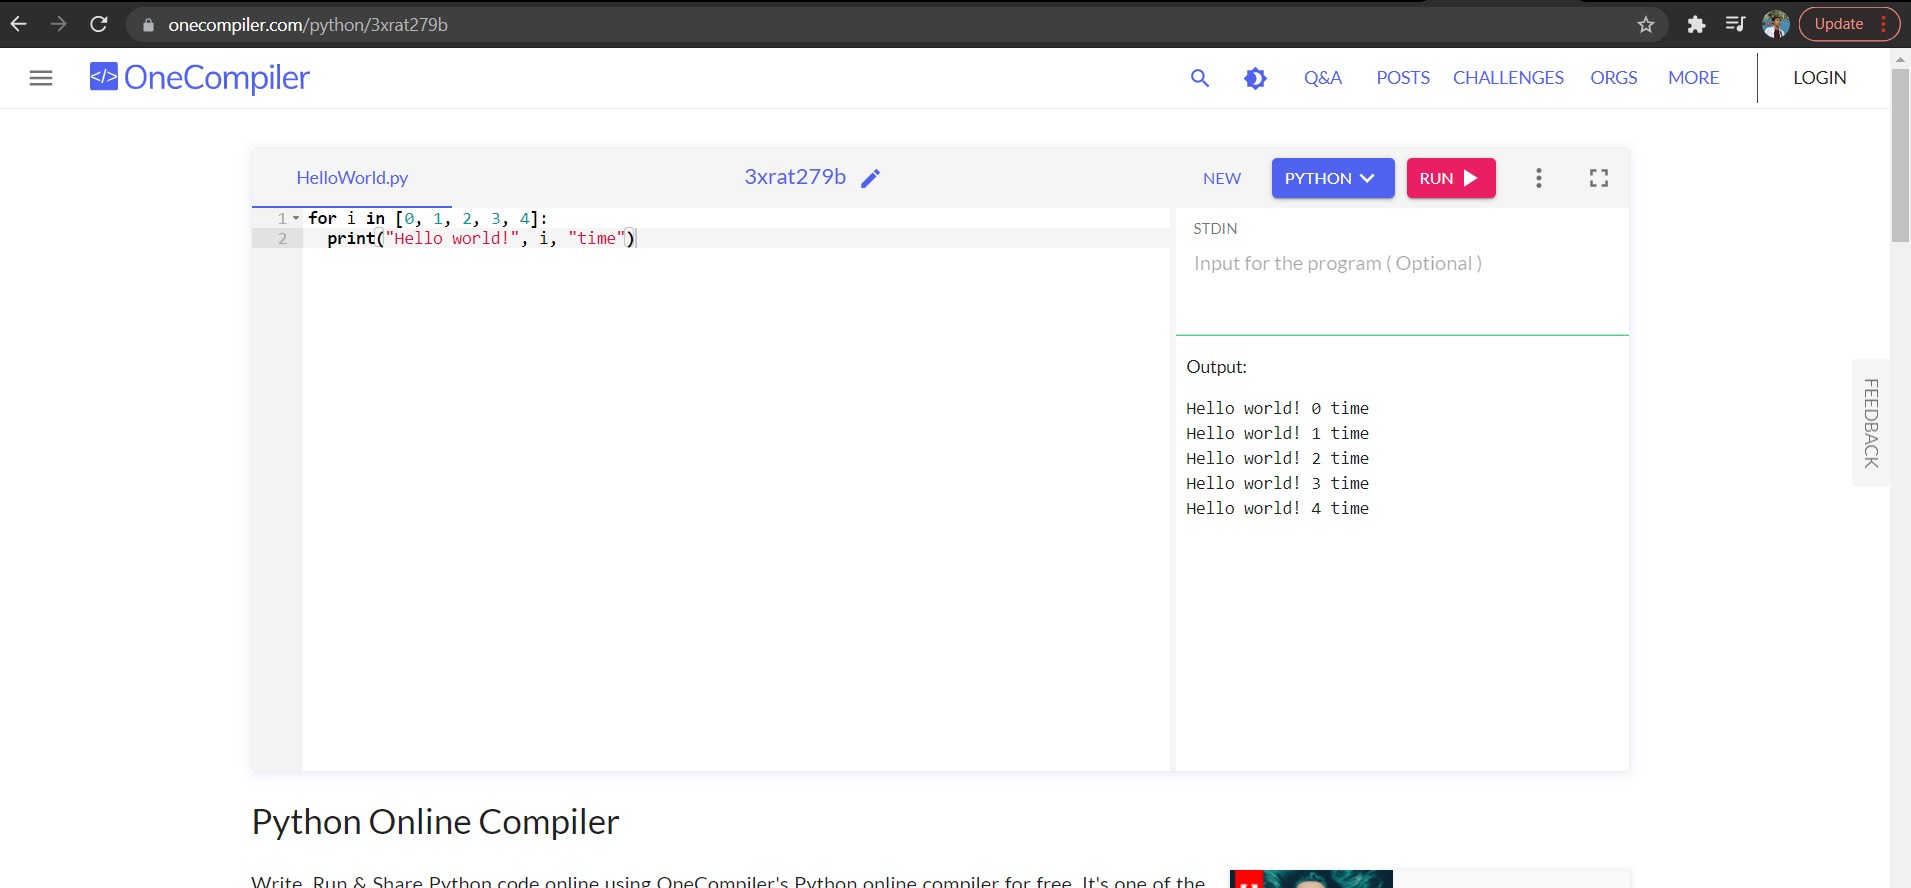 onecompiler.com/python/3xrat279b
Update
</> OneCompiler
Q&A POSTS CHALLENGES ORGS MORE LOGIN
HelloWorld.py 3xrat279b NEW PYTHON RUN
1 for i in [0, 1, 2, 3, 4]:
2 print("Hello world!", i, "time")
STDIN
Input for the program ( Optional )
Output:
Hello world! 0 time
Hello world! 1 time
Hello world! 2 time
Hello world! 3 time
Hello world! 4 time
FEEDBACK
Python Online Compiler
Write, Run & Share Python code online using OneCompiler's Python online compiler for free. It's one of the